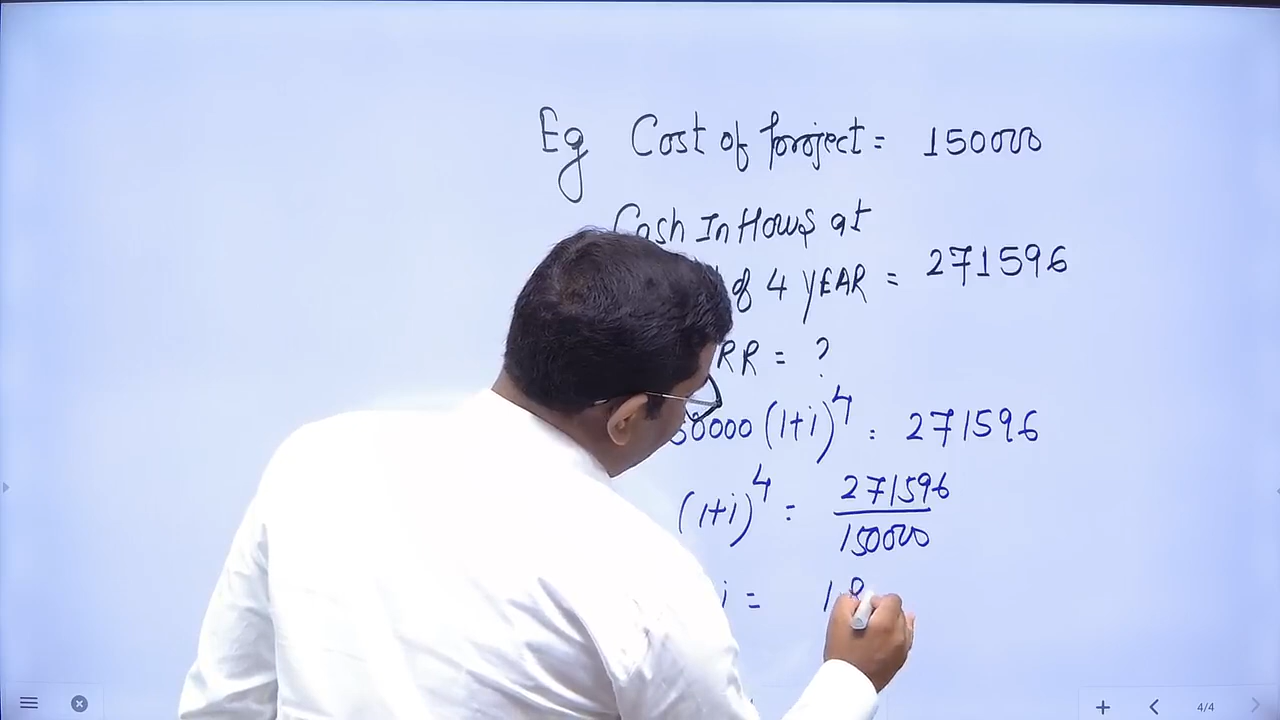 Eg Cost of project = 150000
Cash Inflows at
of 4 YEAR = 271596
RR = ?
50000 (1+i)^4 = 271596
(1+i)^4 = 271596
150000
i = 1.8
4/4